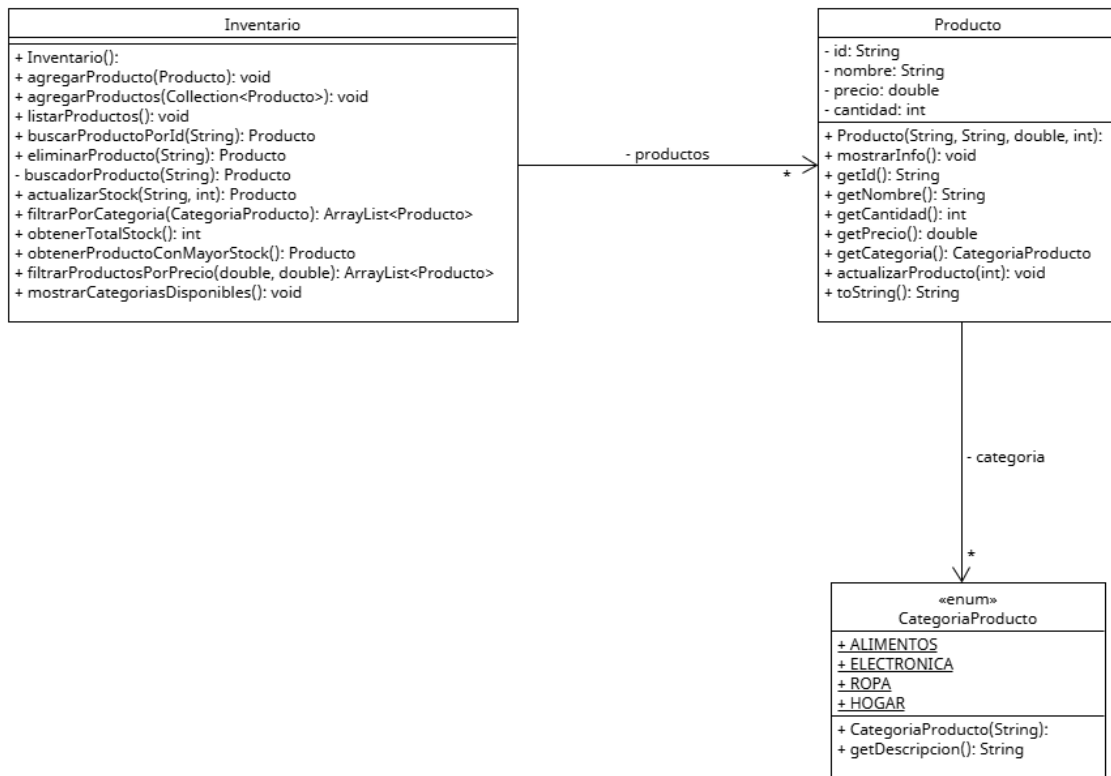 Inventario
+ Inventario():
+ agregarProducto(Producto): void
+ agregarProductos(Collection<Producto>): void
+ listarProductos(): void
+ buscarProductoPorId(String): Producto
+ eliminarProducto(String): Producto
- buscadorProducto(String): Producto
+ actualizarStock(String, int): Producto
+ filtrarPorCategoria(CategoriaProducto): ArrayList<Producto>
+ obtenerTotalStock(): int
+ obtenerProductoConMayorStock(): Producto
+ filtrarProductosPorPrecio(double, double): ArrayList<Producto>
+ mostrarCategoriasDisponibles(): void
- productos
*
Producto
- id: String
- nombre: String
- precio: double
- cantidad: int
+ Producto(String, String, double, int):
+ mostrarInfo(): void
+ getId(): String
+ getNombre(): String
+ getCantidad(): int
+ getPrecio(): double
+ getCategoria(): CategoriaProducto
+ actualizarProducto(int): void
+ toString(): String
- categoria
*
«enum»
CategoriaProducto
+ ALIMENTOS
+ ELECTRONICA
+ ROPA
+ HOGAR
+ CategoriaProducto(String):
+ getDescripcion(): String